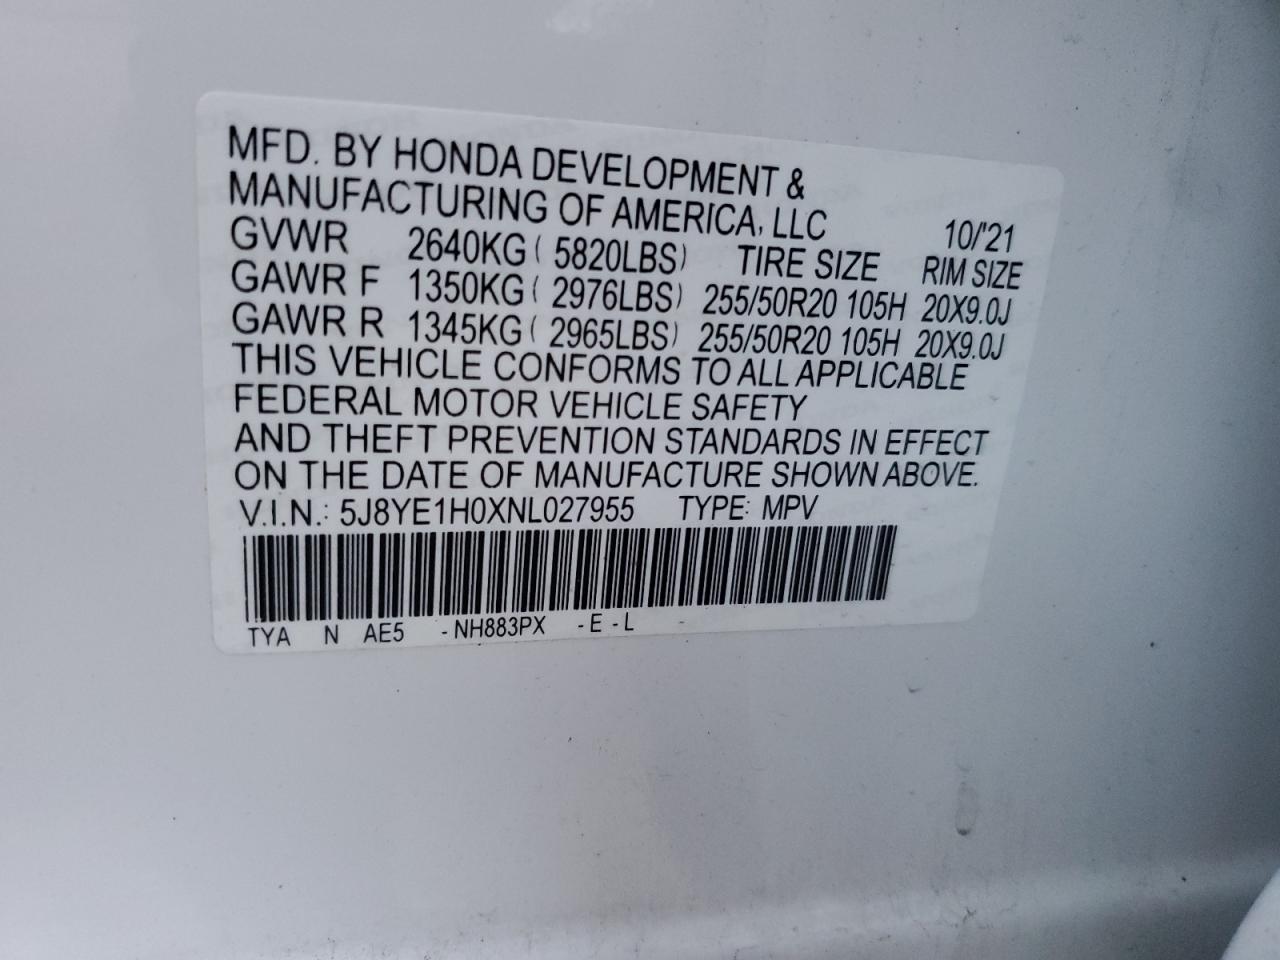 MFD. BY HONDA DEVELOPMENT &
MANUFACTURING OF AMERICA, LLC 10/'21
GVWR 2640KG ( 5820LBS) TIRE SIZE RIM SIZE
GAWR F 1350KG ( 2976LBS) 255/50R20 105H 20X9.0J
GAWR R 1345KG ( 2965LBS) 255/50R20 105H 20X9.0J
THIS VEHICLE CONFORMS TO ALL APPLICABLE
FEDERAL MOTOR VEHICLE SAFETY
AND THEFT PREVENTION STANDARDS IN EFFECT
ON THE DATE OF MANUFACTURE SHOWN ABOVE.
V.I.N.: 5J8YE1H0XNL027955 TYPE: MPV
TYA N AE5 - NH883PX - E - L -